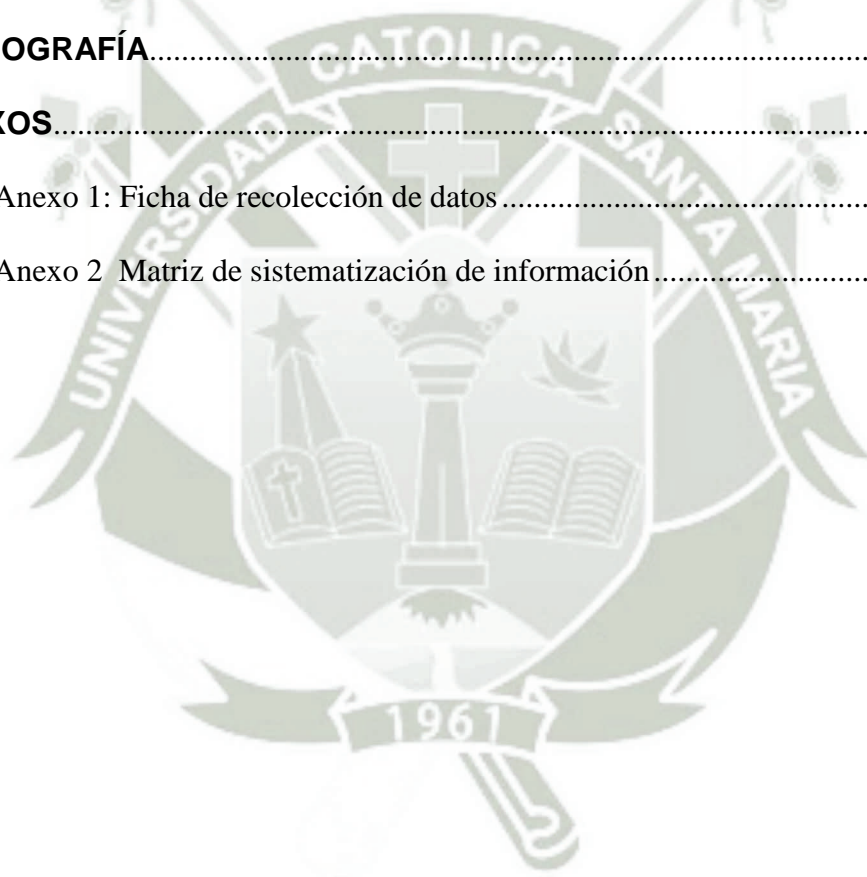 OGRAFÍA
XOS
Anexo 1: Ficha de recolección de datos
Anexo 2 Matriz de sistematización de información
UNIVERSIDAD CATOLICA SANTA MARIA
1961